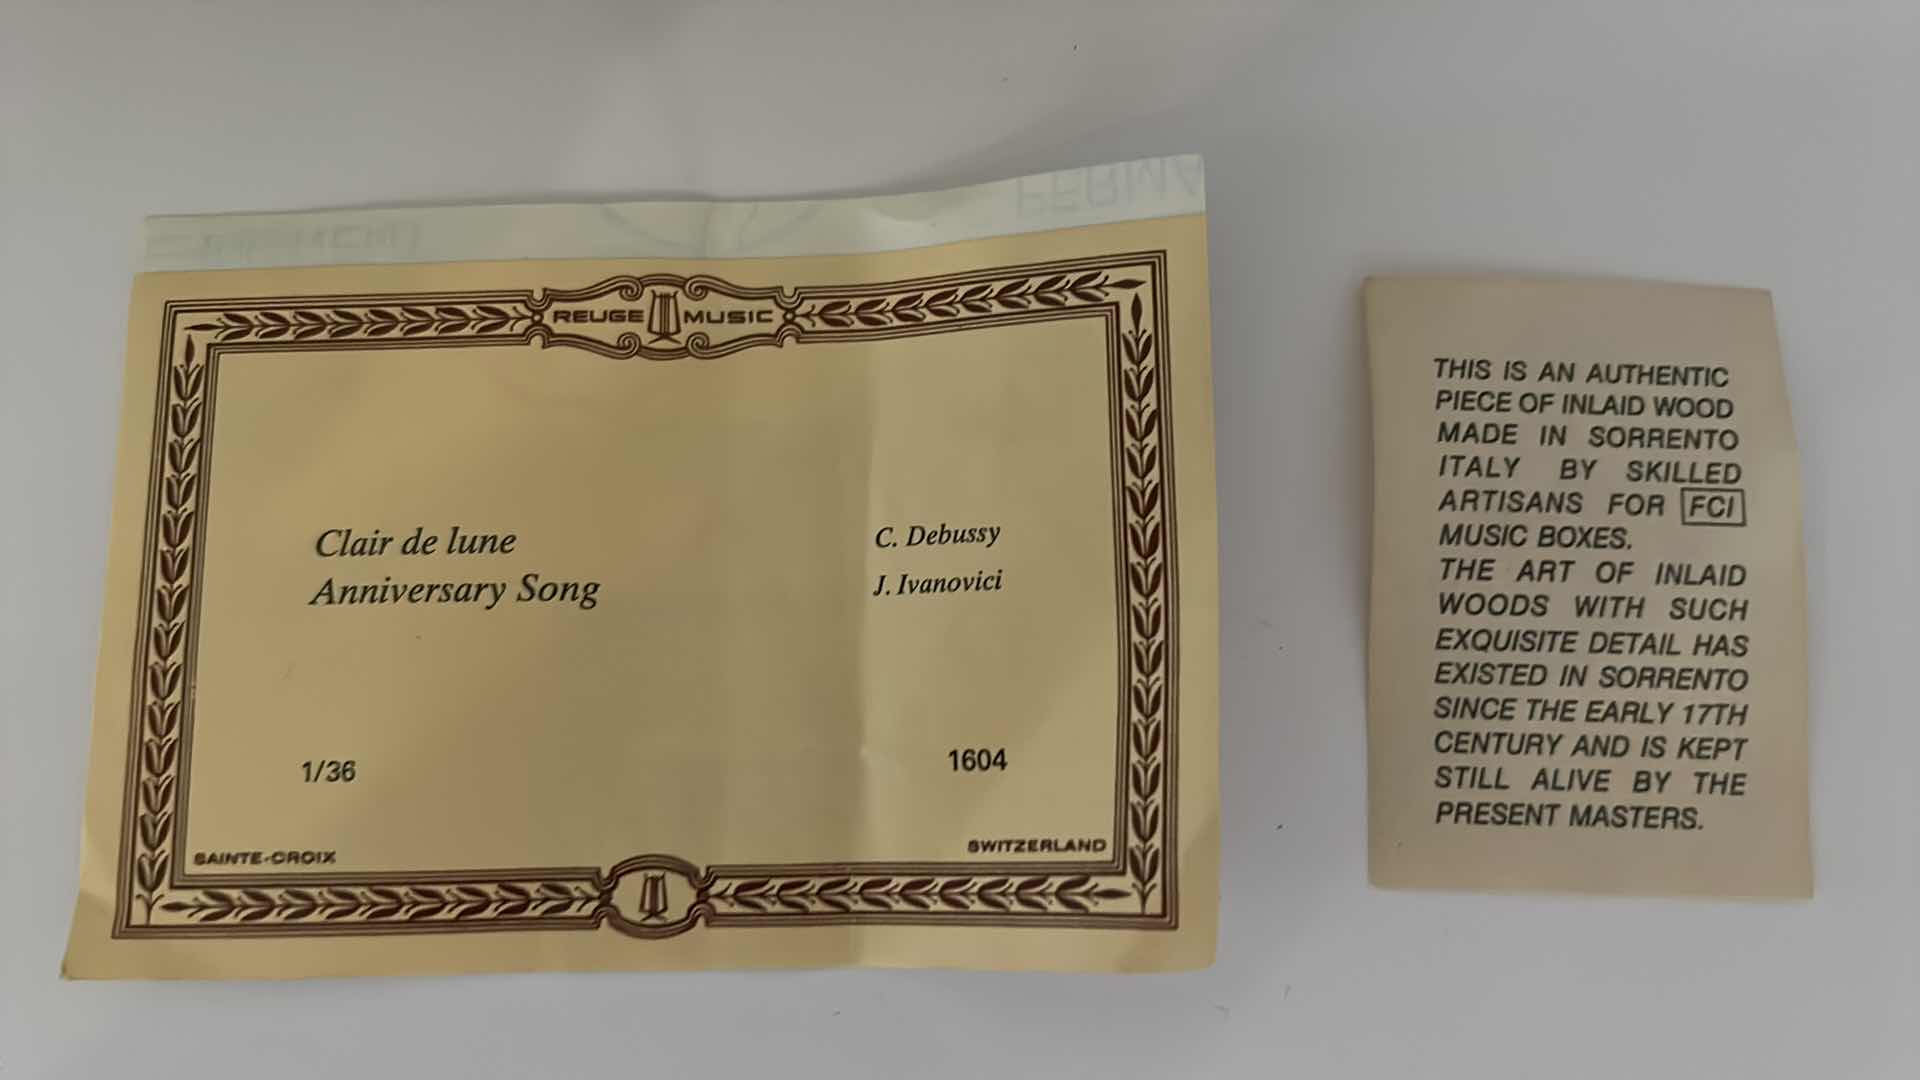 PERMA
REUGE MUSIC
Clair de lune C. Debussy
Anniversary Song J. Ivanovici
1/36 1604
SAINTE-CROIX SWITZERLAND
THIS IS AN AUTHENTIC
PIECE OF INLAID WOOD
MADE IN SORRENTO
ITALY BY SKILLED
ARTISANS FOR FCI
MUSIC BOXES.
THE ART OF INLAID
WOODS WITH SUCH
EXQUISITE DETAIL HAS
EXISTED IN SORRENTO
SINCE THE EARLY 17TH
CENTURY AND IS KEPT
STILL ALIVE BY THE
PRESENT MASTERS.